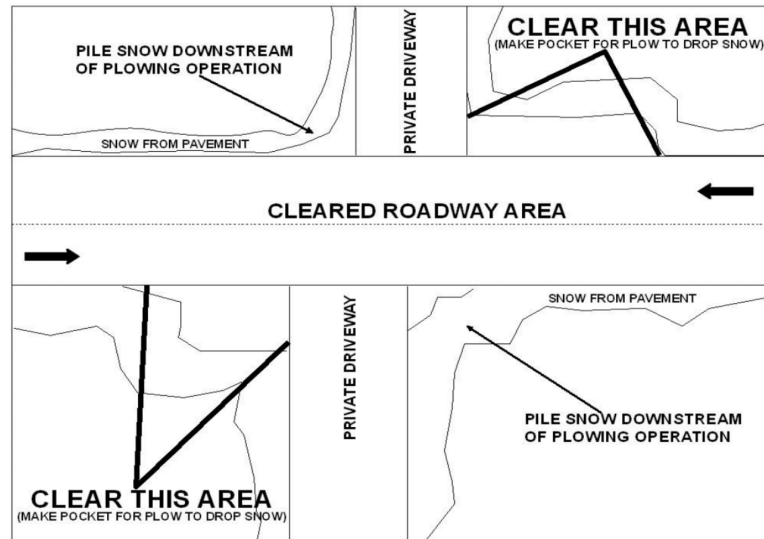 PILE SNOW DOWNSTREAM
OF PLOWING OPERATION
SNOW FROM PAVEMENT
PRIVATE DRIVEWAY
CLEAR THIS AREA
(MAKE POCKET FOR PLOW TO DROP SNOW)
CLEARED ROADWAY AREA
CLEAR THIS AREA
(MAKE POCKET FOR PLOW TO DROP SNOW)
PRIVATE DRIVEWAY
SNOW FROM PAVEMENT
PILE SNOW DOWNSTREAM
OF PLOWING OPERATION